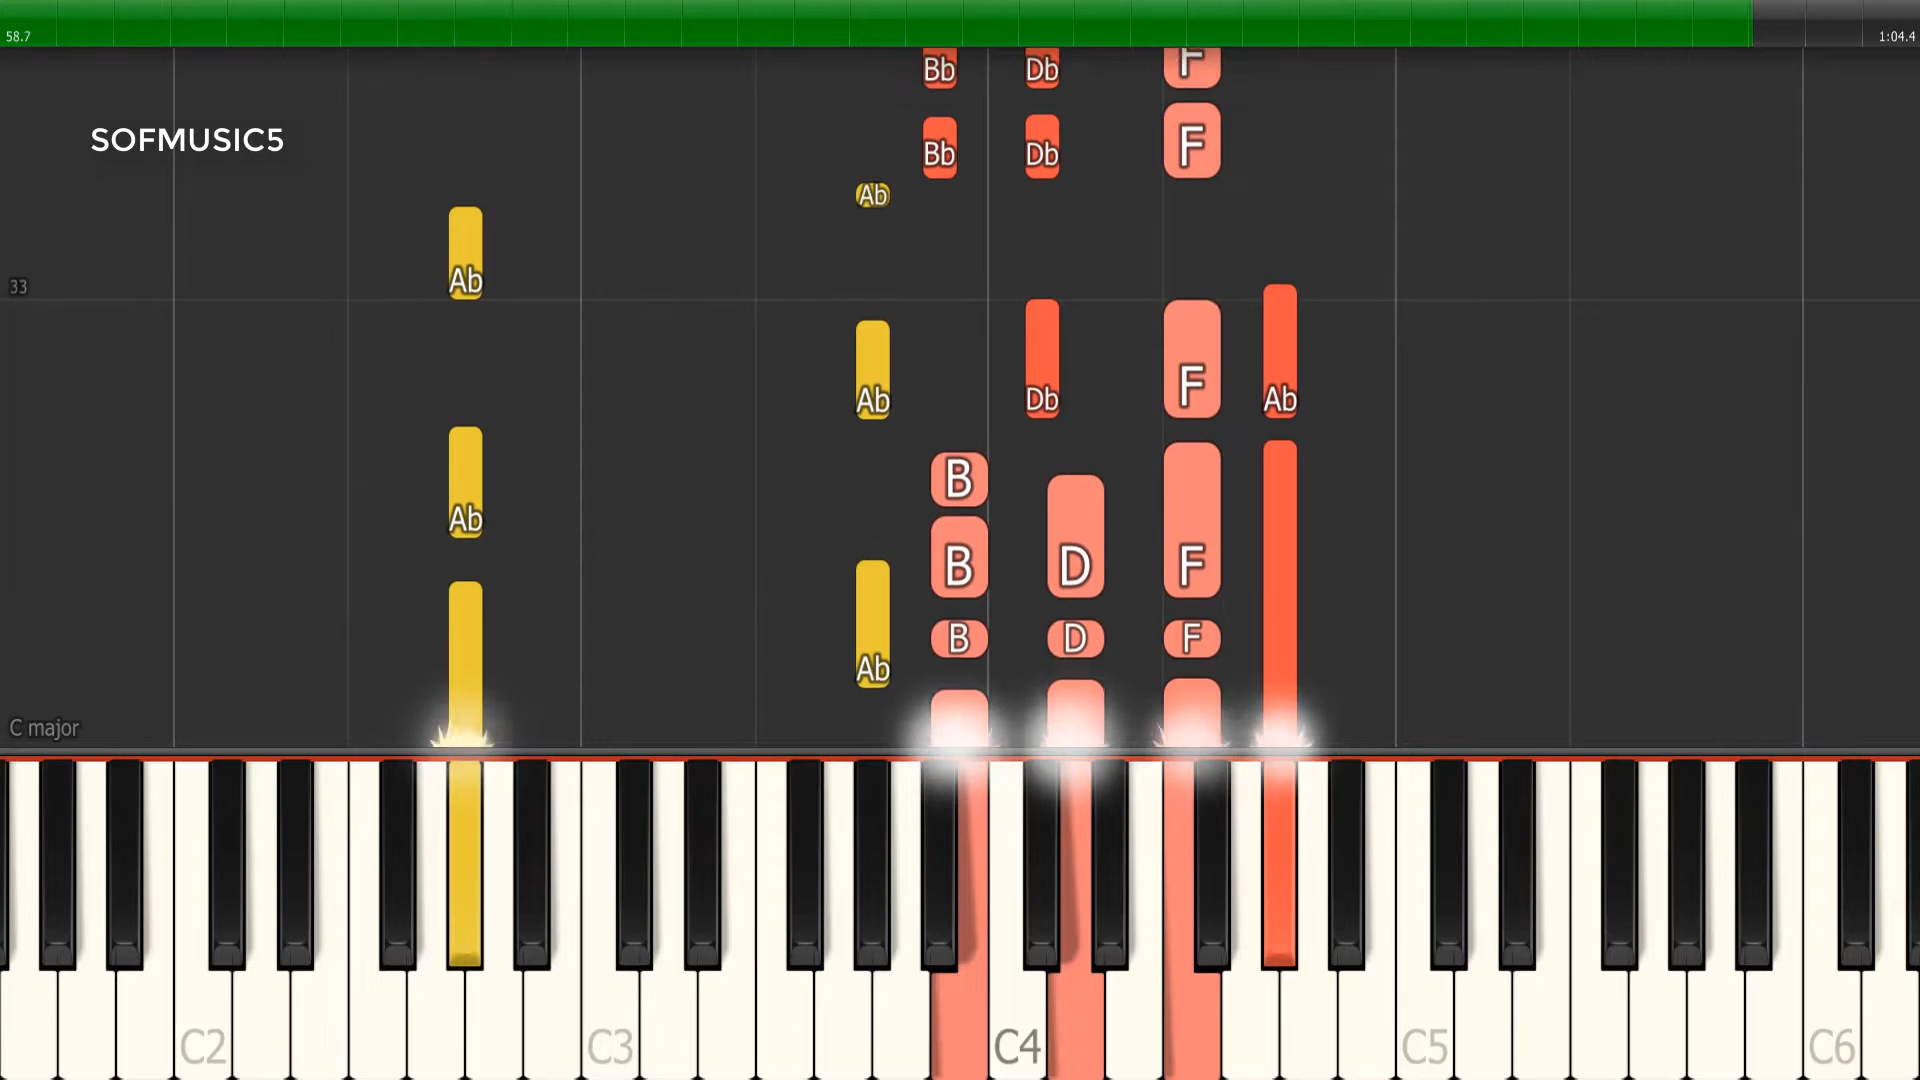 58.7
1:04.4
Bb Db F
SOFMUSIC5
Bb Db F
Ab
Ab
33
Ab Db F Ab
B
Ab
B D F
B D F
Ab
C major
C2 C3 C4 C5 C6